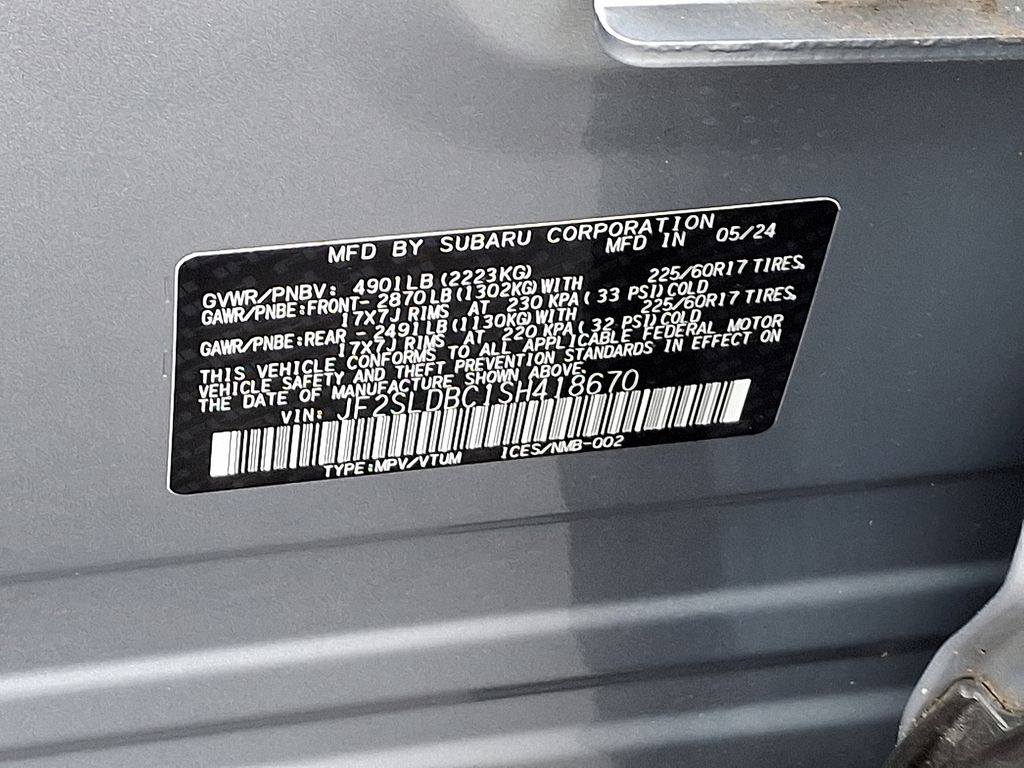 MFD BY SUBARU CORPORATION
MFD IN 05/24
GVWR/PNBV: 4901LB (2223KG)
GAWR/PNBE:FRONT- 2870LB(1302KG)WITH 225/60R17 TIRES,
17X7J RIMS AT 230 KPA( 33 PSI)COLD
GAWR/PNBE:REAR - 2491LB(1130KG)WITH 225/60R17 TIRES,
17X7J RIMS AT 220 KPA( 32 PSI)COLD
THIS VEHICLE CONFORMS TO ALL APPLICABLE FEDERAL MOTOR
VEHICLE SAFETY AND THEFT PREVENTION STANDARDS IN EFFECT ON
THE DATE OF MANUFACTURE SHOWN ABOVE.
VIN: JF2SLDBC1SH418670
TYPE:MPV/VTUM ICES/NMB-002